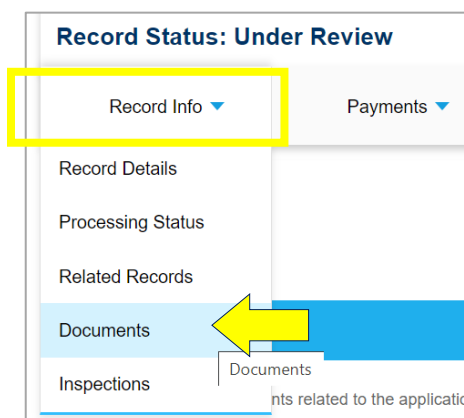 Record Status: Under Review
Record Info
Payments
Record Details
Processing Status
Related Records
Documents
Documents
Inspections
nts related to the